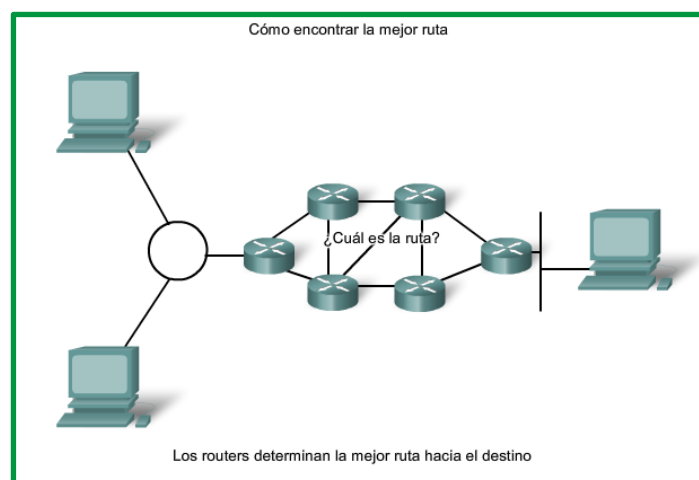 Cómo encontrar la mejor ruta
¿Cuál es la ruta?
Los routers determinan la mejor ruta hacia el destino